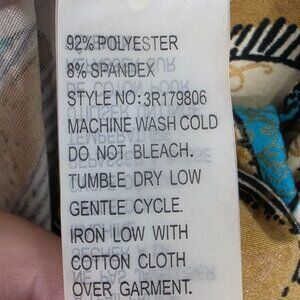 92% POLYESTER
8% SPANDEX
STYLE NO:3R179806
MACHINE WASH COLD
DO NOT BLEACH.
TUMBLE DRY LOW
GENTLE CYCLE.
IRON LOW WITH
COTTON CLOTH
OVER GARMENT.